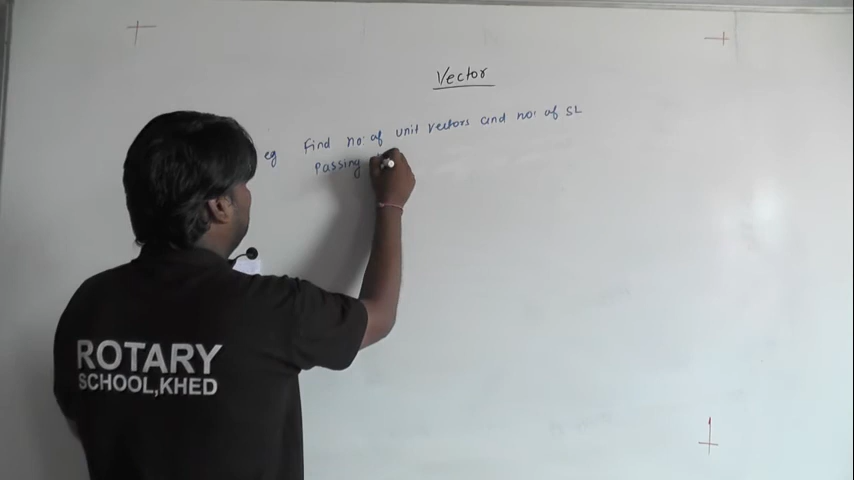 Vector
eg Find no. of unit vectors and no. of SL
Passing
ROTARY
SCHOOL,KHED